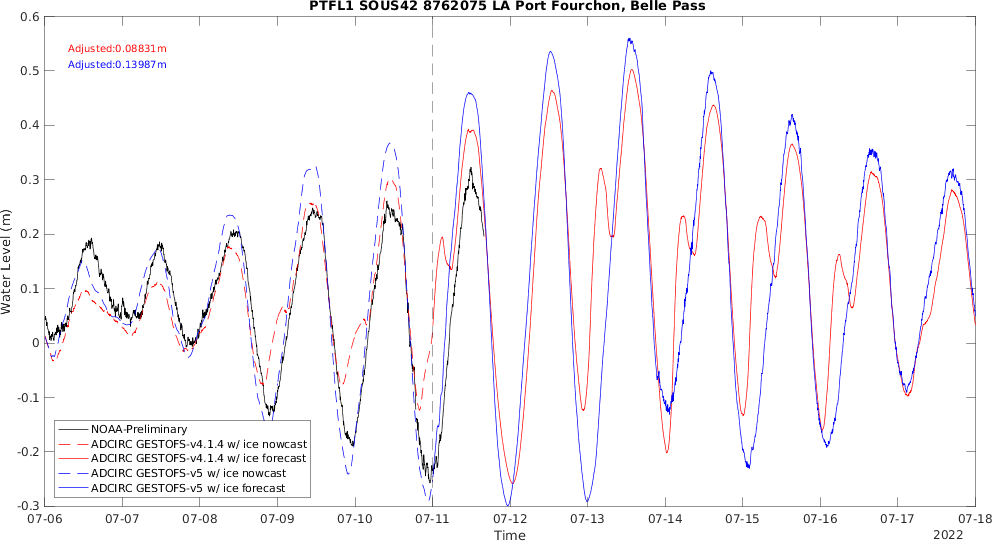 PTFL1 SOUS42 8762075 LA Port Fourchon, Belle Pass
0.6
0.5
0.4
0.3
0.2
0.1
0
-0.1
-0.2
-0.3
Water Level (m)
Adjusted:0.08831m
Adjusted:0.13987m
NOAA-Preliminary
ADCIRC GESTOFS-v4.1.4 w/ ice nowcast
ADCIRC GESTOFS-v4.1.4 w/ ice forecast
ADCIRC GESTOFS-v5 w/ ice nowcast
ADCIRC GESTOFS-v5 w/ ice forecast
07-06 07-07 07-08 07-09 07-10 07-11 07-12 07-13 07-14 07-15 07-16 07-17 07-18
Time
2022